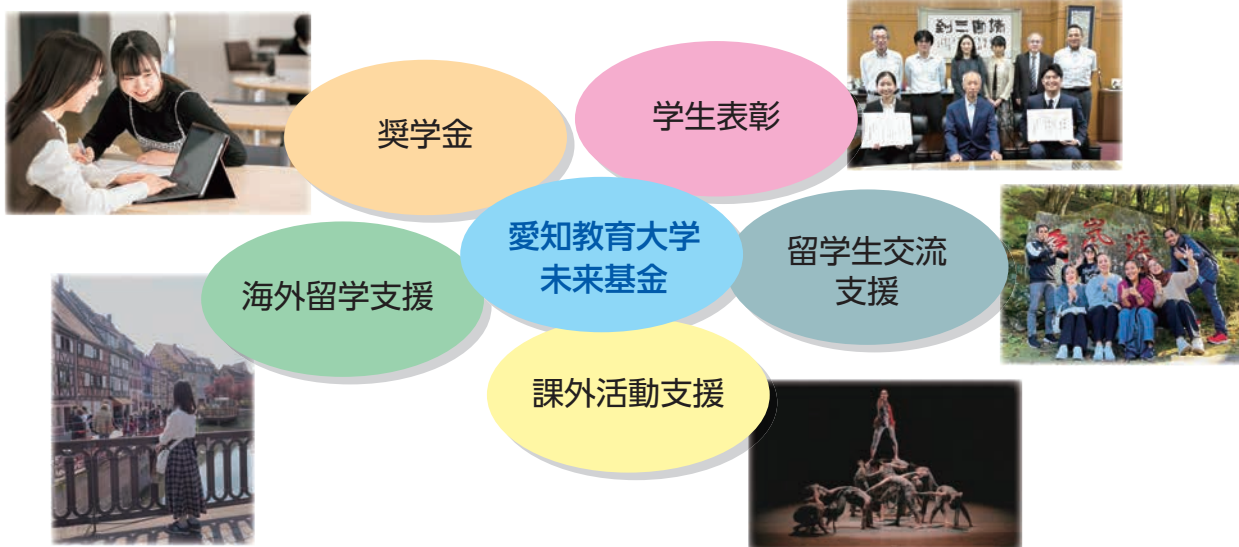 奨学金
学生表彰
愛知教育大学
未来基金
海外留学支援
留学生交流
支援
課外活動支援